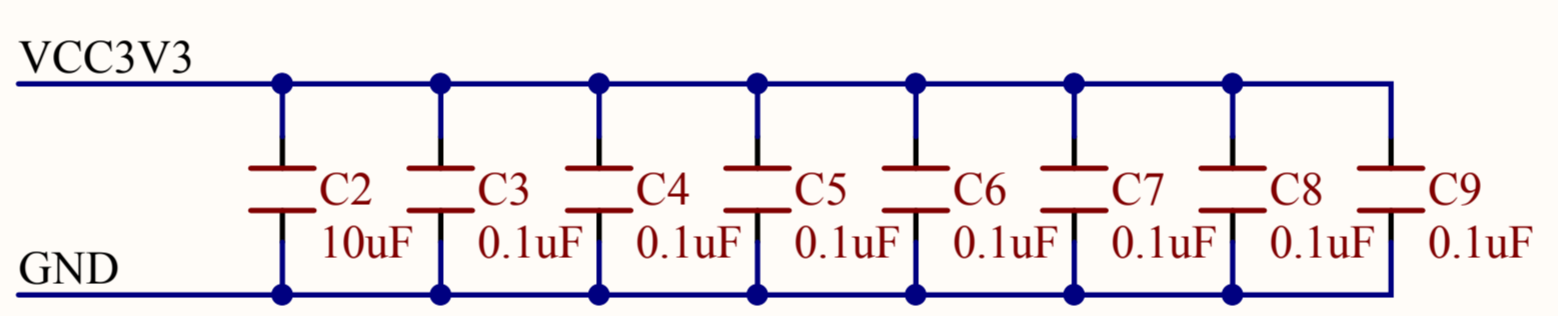 VCC3V3
C2 C3 C4 C5 C6 C7 C8 C9
10uF 0.1uF 0.1uF 0.1uF 0.1uF 0.1uF 0.1uF 0.1uF
GND